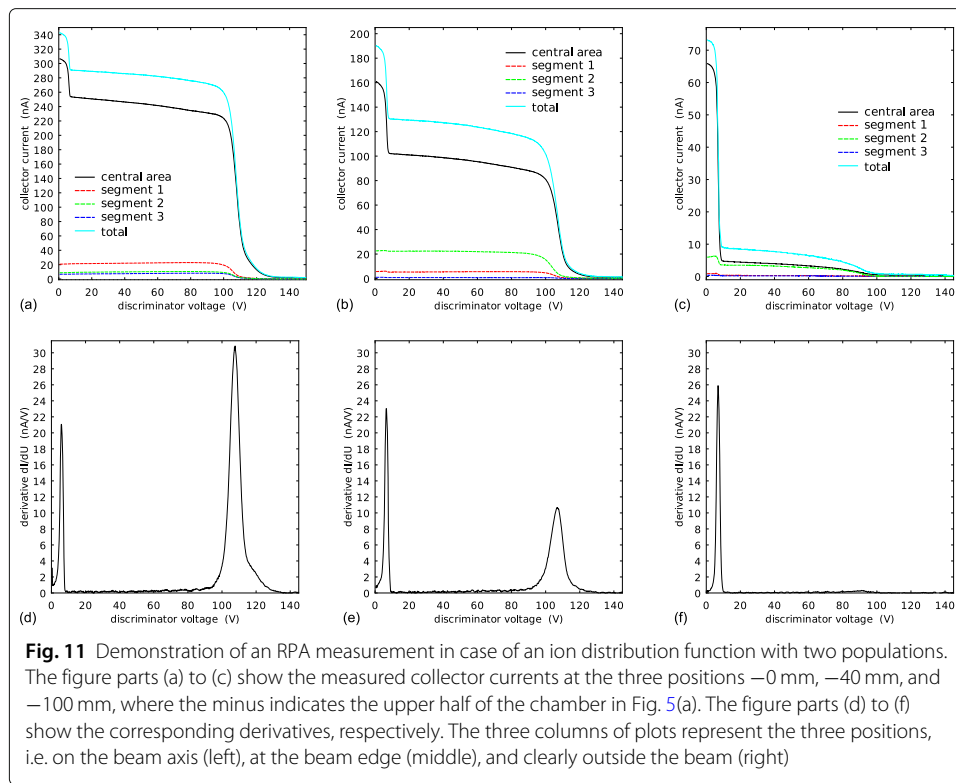 340
320
300
280
260
240
220
200
180
160
140
120
100
80
60
40
20
0
collector current (nA)
central area
segment 1
segment 2
segment 3
total
0 20 40 60 80 100 120 140
(a) discriminator voltage (V)
200
180
160
140
120
100
80
60
40
20
0
collector current (nA)
central area
segment 1
segment 2
segment 3
total
0 20 40 60 80 100 120 140
(b) discriminator voltage (V)
70
60
50
40
30
20
10
0
collector current (nA)
central area
segment 1
segment 2
segment 3
total
0 20 40 60 80 100 120 140
(c) discriminator voltage (V)
30
28
26
24
22
20
18
16
14
12
10
8
6
4
2
0
derivative dI/dU (nA/V)
0 20 40 60 80 100 120 140
(d) discriminator voltage (V)
30
28
26
24
22
20
18
16
14
12
10
8
6
4
2
0
derivative dI/dU (nA/V)
0 20 40 60 80 100 120 140
(e) discriminator voltage (V)
30
28
26
24
22
20
18
16
14
12
10
8
6
4
2
0
derivative dI/dU (nA/V)
0 20 40 60 80 100 120 140
(f) discriminator voltage (V)
Fig. 11 Demonstration of an RPA measurement in case of an ion distribution function with two populations.
The figure parts (a) to (c) show the measured collector currents at the three positions −0 mm, −40 mm, and
−100 mm, where the minus indicates the upper half of the chamber in Fig. 5(a). The figure parts (d) to (f)
show the corresponding derivatives, respectively. The three columns of plots represent the three positions,
i.e. on the beam axis (left), at the beam edge (middle), and clearly outside the beam (right)